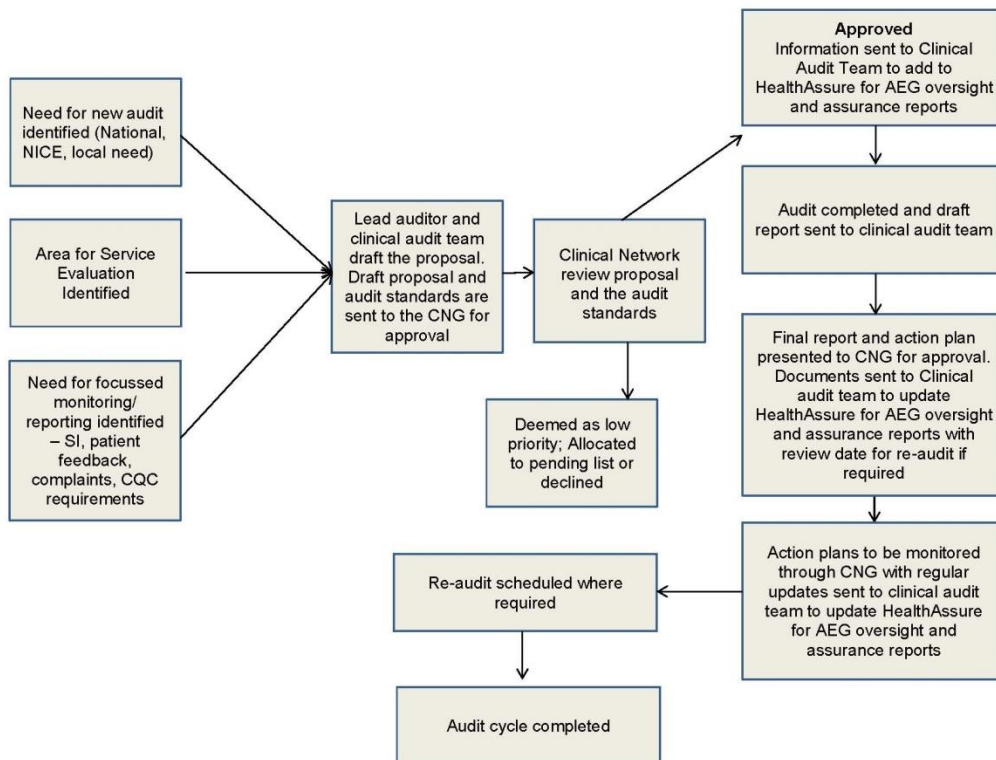 Need for new audit
identified (National,
NICE, local need)
Area for Service
Evaluation
Identified
Need for focussed
monitoring/
reporting identified
– SI, patient
feedback,
complaints, CQC
requirements
Lead auditor and
clinical audit team
draft the proposal.
Draft proposal and
audit standards are
sent to the CNG for
approval
Clinical Network
review proposal
and the audit
standards
Deemed as low
priority; Allocated
to pending list or
declined
Approved
Information sent to Clinical
Audit Team to add to
HealthAssure for AEG oversight
and assurance reports
Audit completed and draft
report sent to clinical audit team
Final report and action plan
presented to CNG for approval.
Documents sent to Clinical
audit team to update
HealthAssure for AEG oversight
and assurance reports with
review date for re-audit if
required
Action plans to be monitored
through CNG with regular
updates sent to clinical audit
team to update HealthAssure
for AEG oversight and
assurance reports
Re-audit scheduled where
required
Audit cycle completed